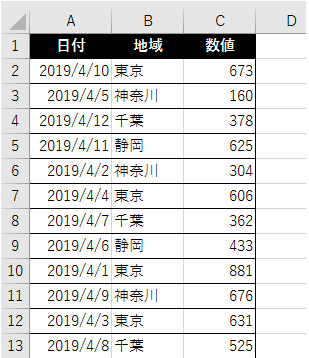 A B C D
1 日付 地域 数値
2 2019/4/10 東京 673
3 2019/4/5 神奈川 160
4 2019/4/12 千葉 378
5 2019/4/11 静岡 625
6 2019/4/2 神奈川 304
7 2019/4/4 東京 606
8 2019/4/7 千葉 362
9 2019/4/6 静岡 433
10 2019/4/1 東京 881
11 2019/4/9 神奈川 676
12 2019/4/3 東京 631
13 2019/4/8 千葉 525